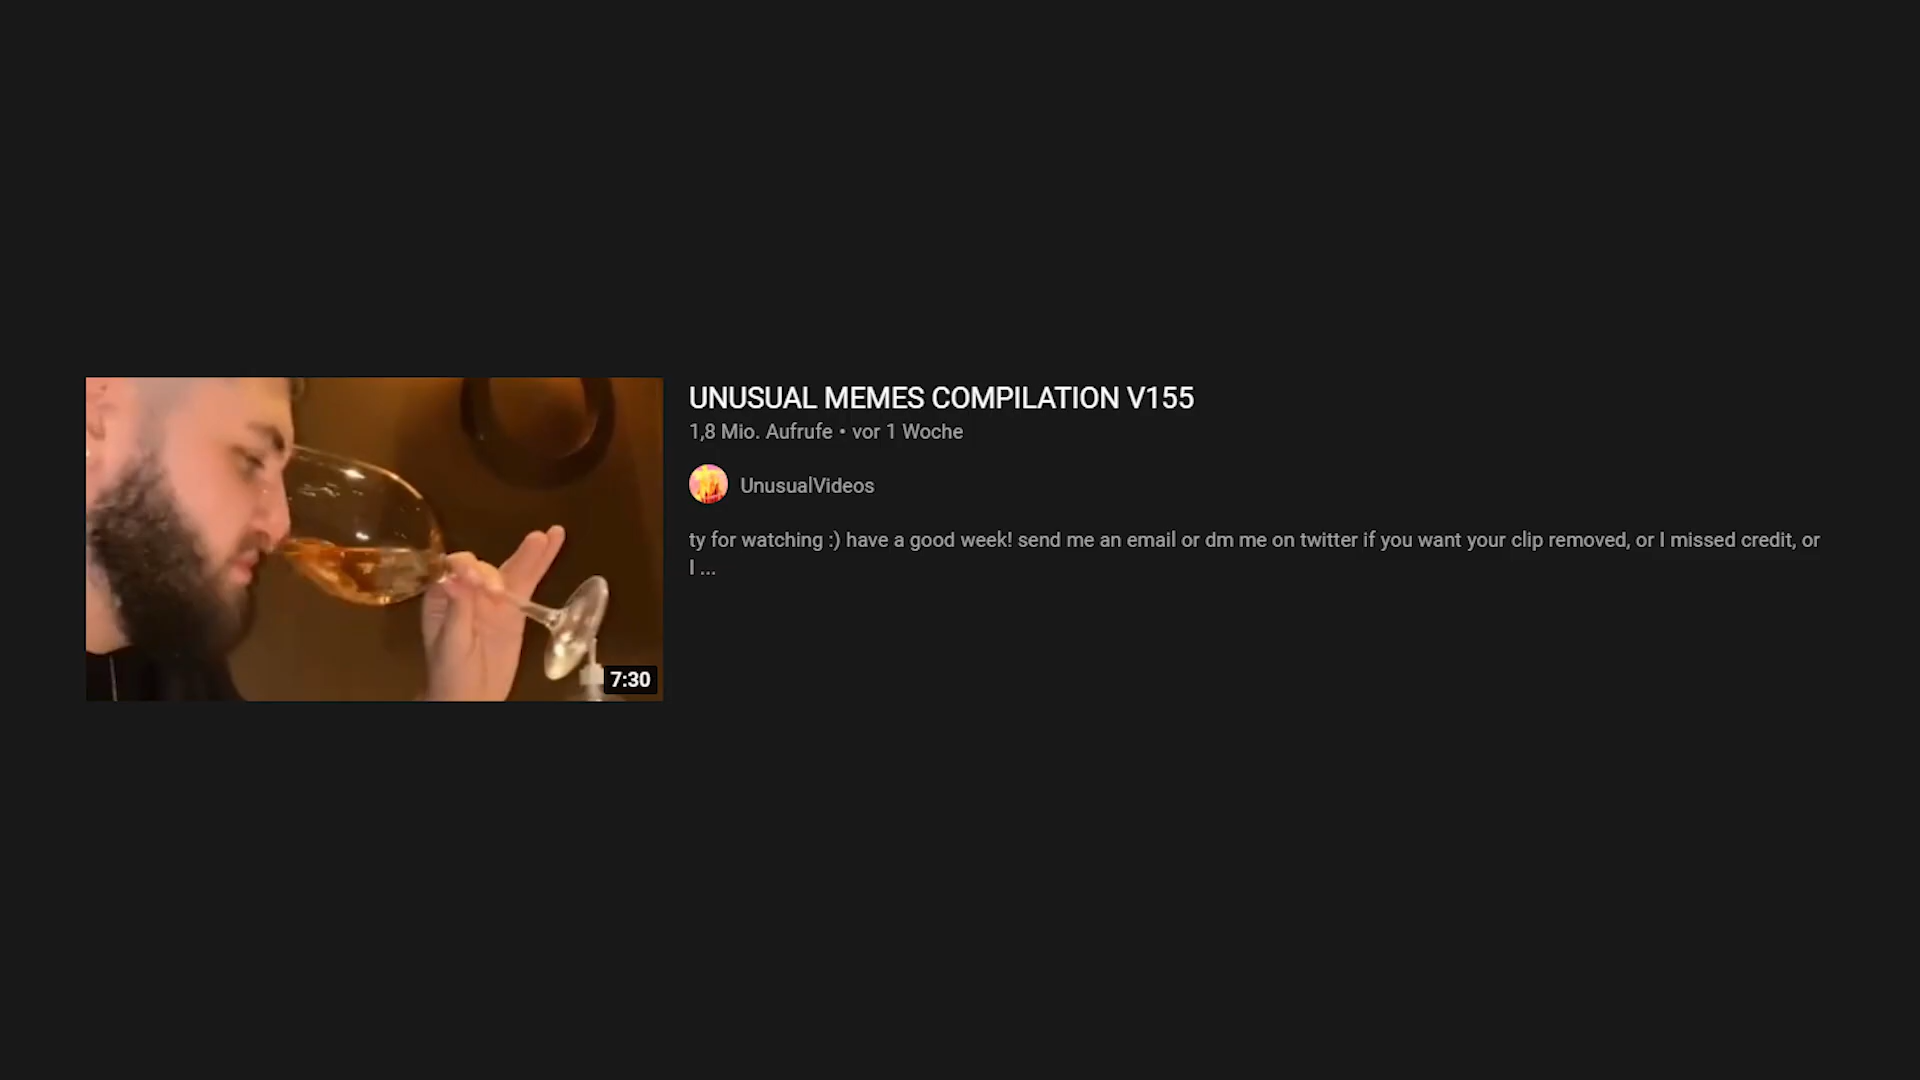 UNUSUAL MEMES COMPILATION V155
1,8 Mio. Aufrufe • vor 1 Woche
UnusualVideos
ty for watching :) have a good week! send me an email or dm me on twitter if you want your clip removed, or I missed credit, or
I ...
7:30